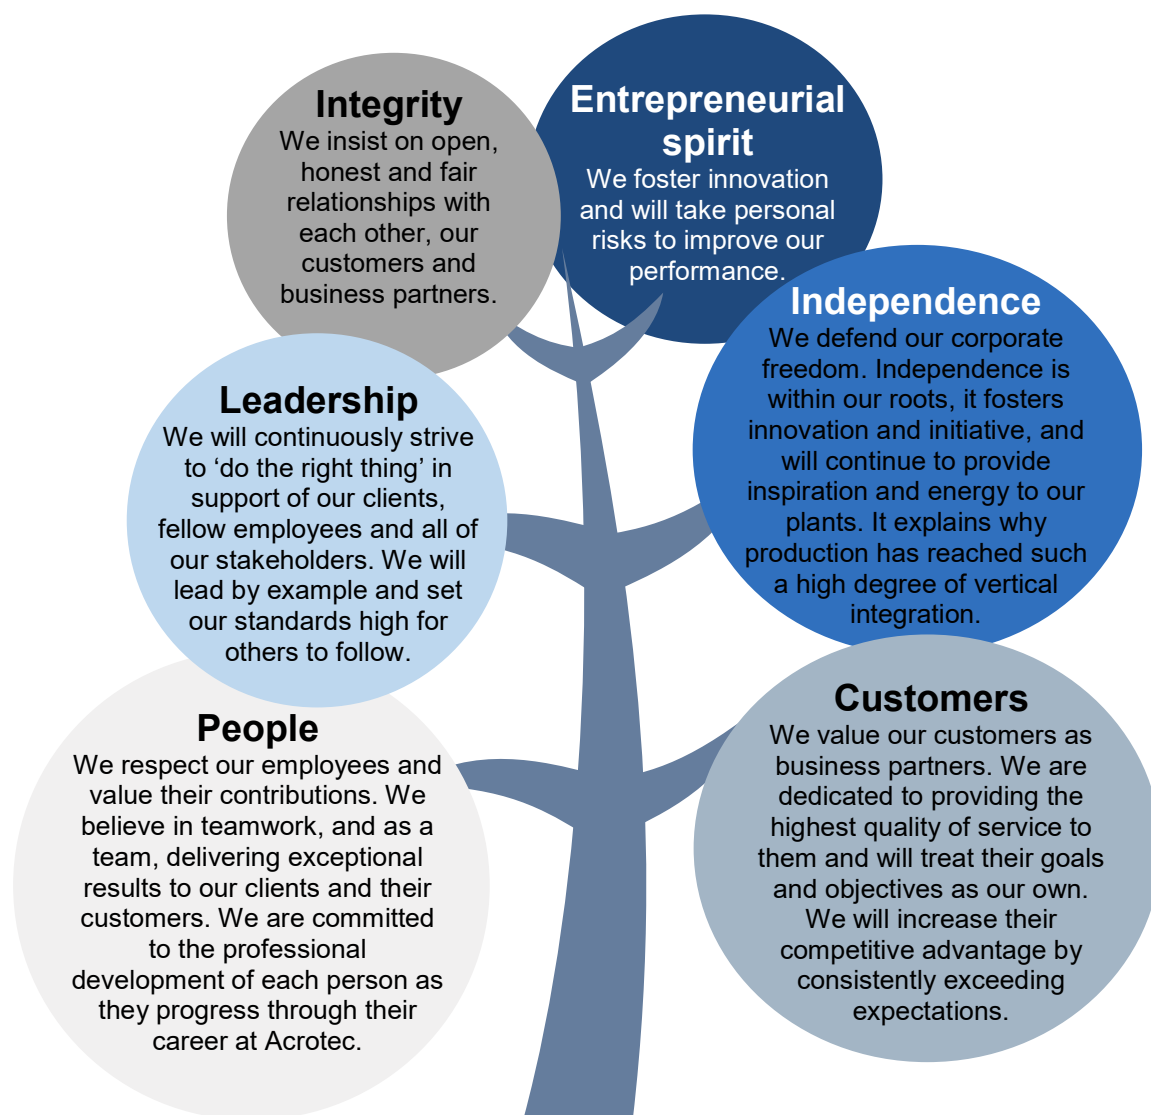 Integrity
We insist on open,
honest and fair
relationships with
each other, our
customers and
business partners.
Entrepreneurial
spirit
We foster innovation
and will take personal
risks to improve our
performance.
Leadership
We will continuously strive
to ‘do the right thing’ in
support of our clients,
fellow employees and all of
our stakeholders. We will
lead by example and set
our standards high for
others to follow.
Independence
We defend our corporate
freedom. Independence is
within our roots, it fosters
innovation and initiative, and
will continue to provide
inspiration and energy to our
plants. It explains why
production has reached such
a high degree of vertical
integration.
People
We respect our employees and
value their contributions. We
believe in teamwork, and as a
team, delivering exceptional
results to our clients and their
customers. We are committed
to the professional
development of each person as
they progress through their
career at Acrotec.
Customers
We value our customers as
business partners. We are
dedicated to providing the
highest quality of service to
them and will treat their goals
and objectives as our own.
We will increase their
competitive advantage by
consistently exceeding
expectations.